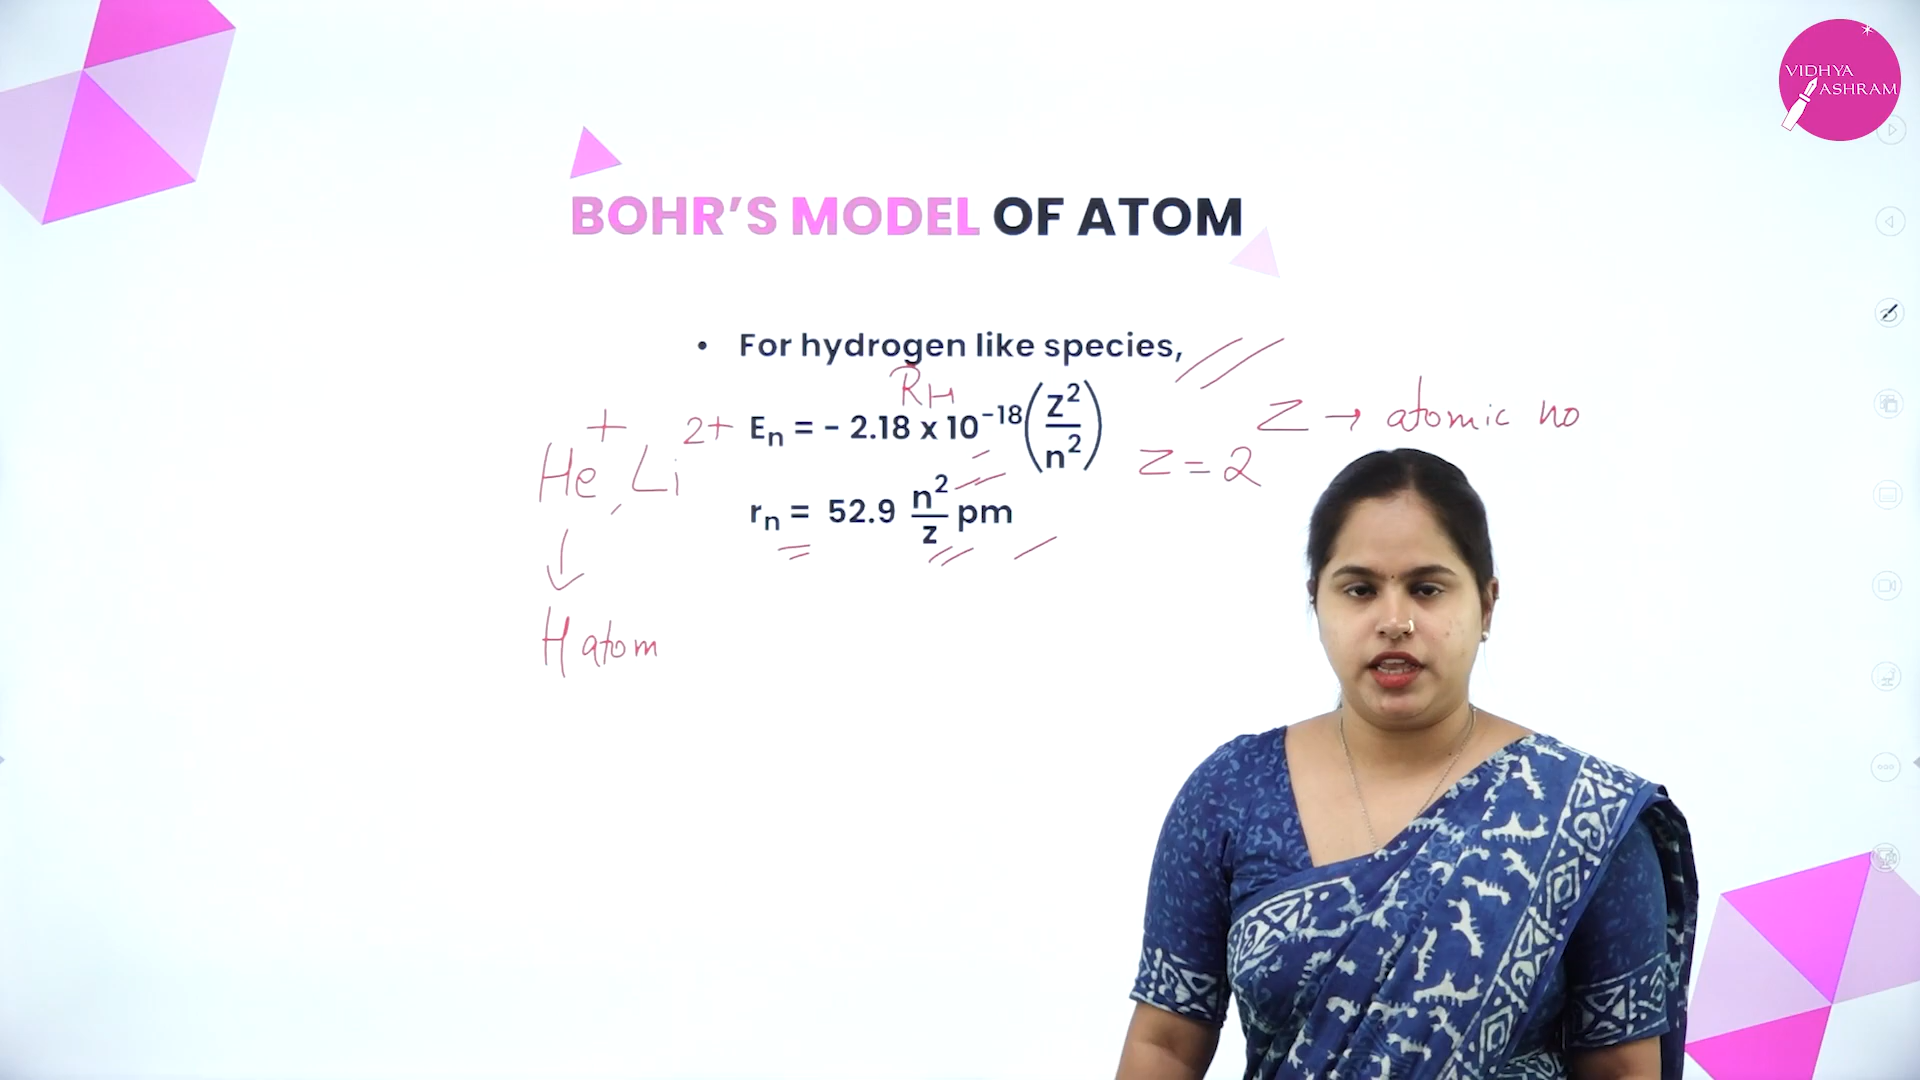 VIDHYA
ASHRAM
BOHR'S MODEL OF ATOM
• For hydrogen like species,
RH
Eₙ = - 2.18 x 10⁻¹⁸(z²/n²)
He⁺, Li²⁺
Z → atomic no
Z = 2
rₙ = 52.9 n²/z pm
↓
H atom